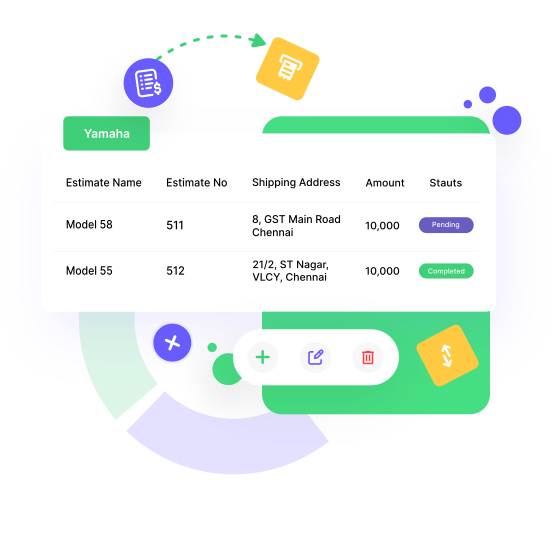 Yamaha
Estimate Name Estimate No Shipping Address Amount Stauts
Model 58 511 8, GST Main Road
Chennai 10,000 Pending
Model 55 512 21/2, ST Nagar,
VLCY, Chennai 10,000 Completed